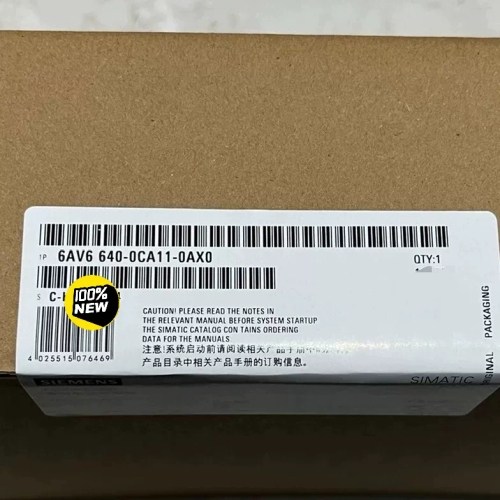 1P 6AV6 640-0CA11-0AX0
QTY:1
S C-
100%
NEW
CAUTION! PLEASE READ THE NOTES IN
THE RELEVANT MANUAL BEFORE SYSTEM STARTUP
THE SIMATIC CATALOG CON TAINS ORDERING
DATA FOR THE MANUALS
注意!系统启动前请阅读相关产品手册
产品目录中相关产品手册的订购信息。
4 025515 076469
SIEMENS
SIMATIC
ORIGINAL PACKAGING